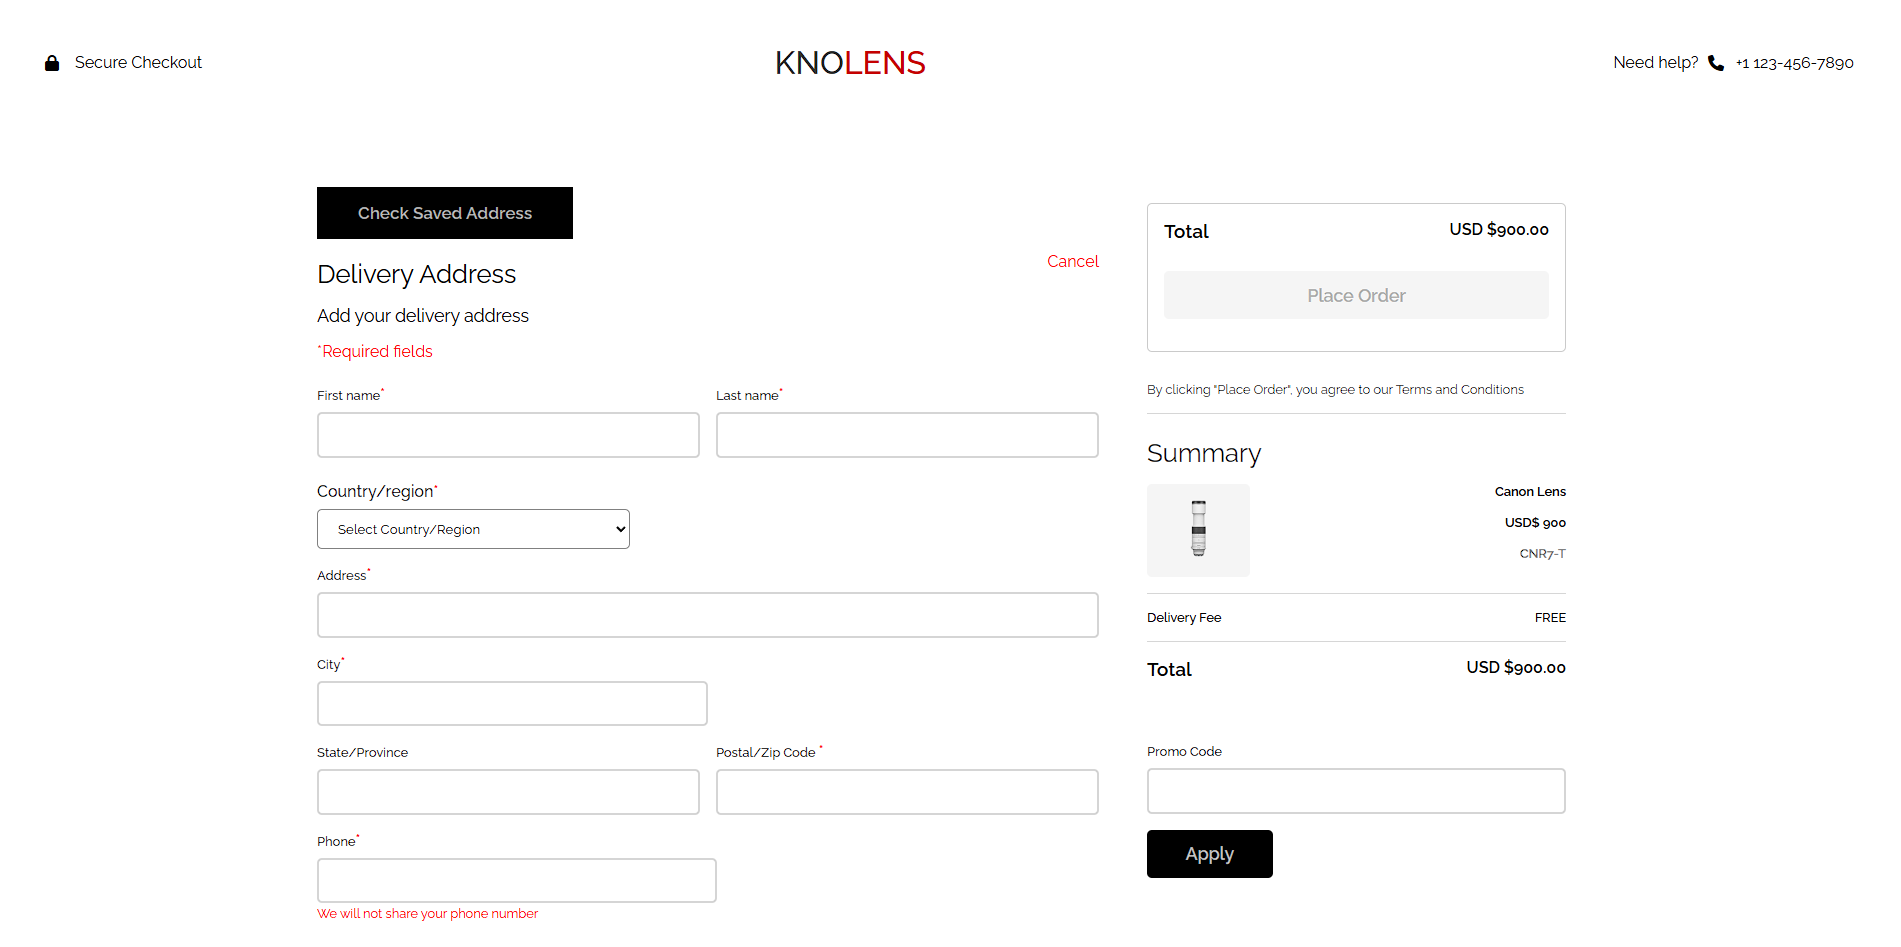 Secure Checkout
KNOLENS
Need help? +1 123-456-7890
Check Saved Address
Cancel
Delivery Address
Add your delivery address
*Required fields
First name*
Last name*
Country/region*
Select Country/Region
Address*
City*
State/Province
Postal/Zip Code *
Phone*
We will not share your phone number
Total
USD $900.00
Place Order
By clicking "Place Order", you agree to our Terms and Conditions
Summary
Canon Lens
USD$ 900
CNR7-T
Delivery Fee
FREE
Total
USD $900.00
Promo Code
Apply